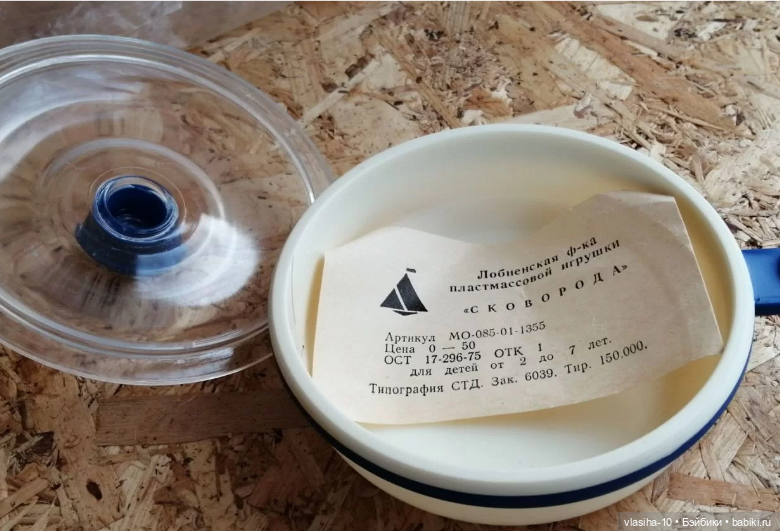 Лобненская ф-ка
пластмассовой игрушки
«СКОВОРОДА»
Артикул МО-085-01-1355
Цена 0 — 50
ОСТ 17-296-75 ОТК 1
для детей от 2 до 7 лет.
Типография СТД. Зак. 6039. Тир. 150.000.
vlasiha-10 • Бэйбики • babiki.ru